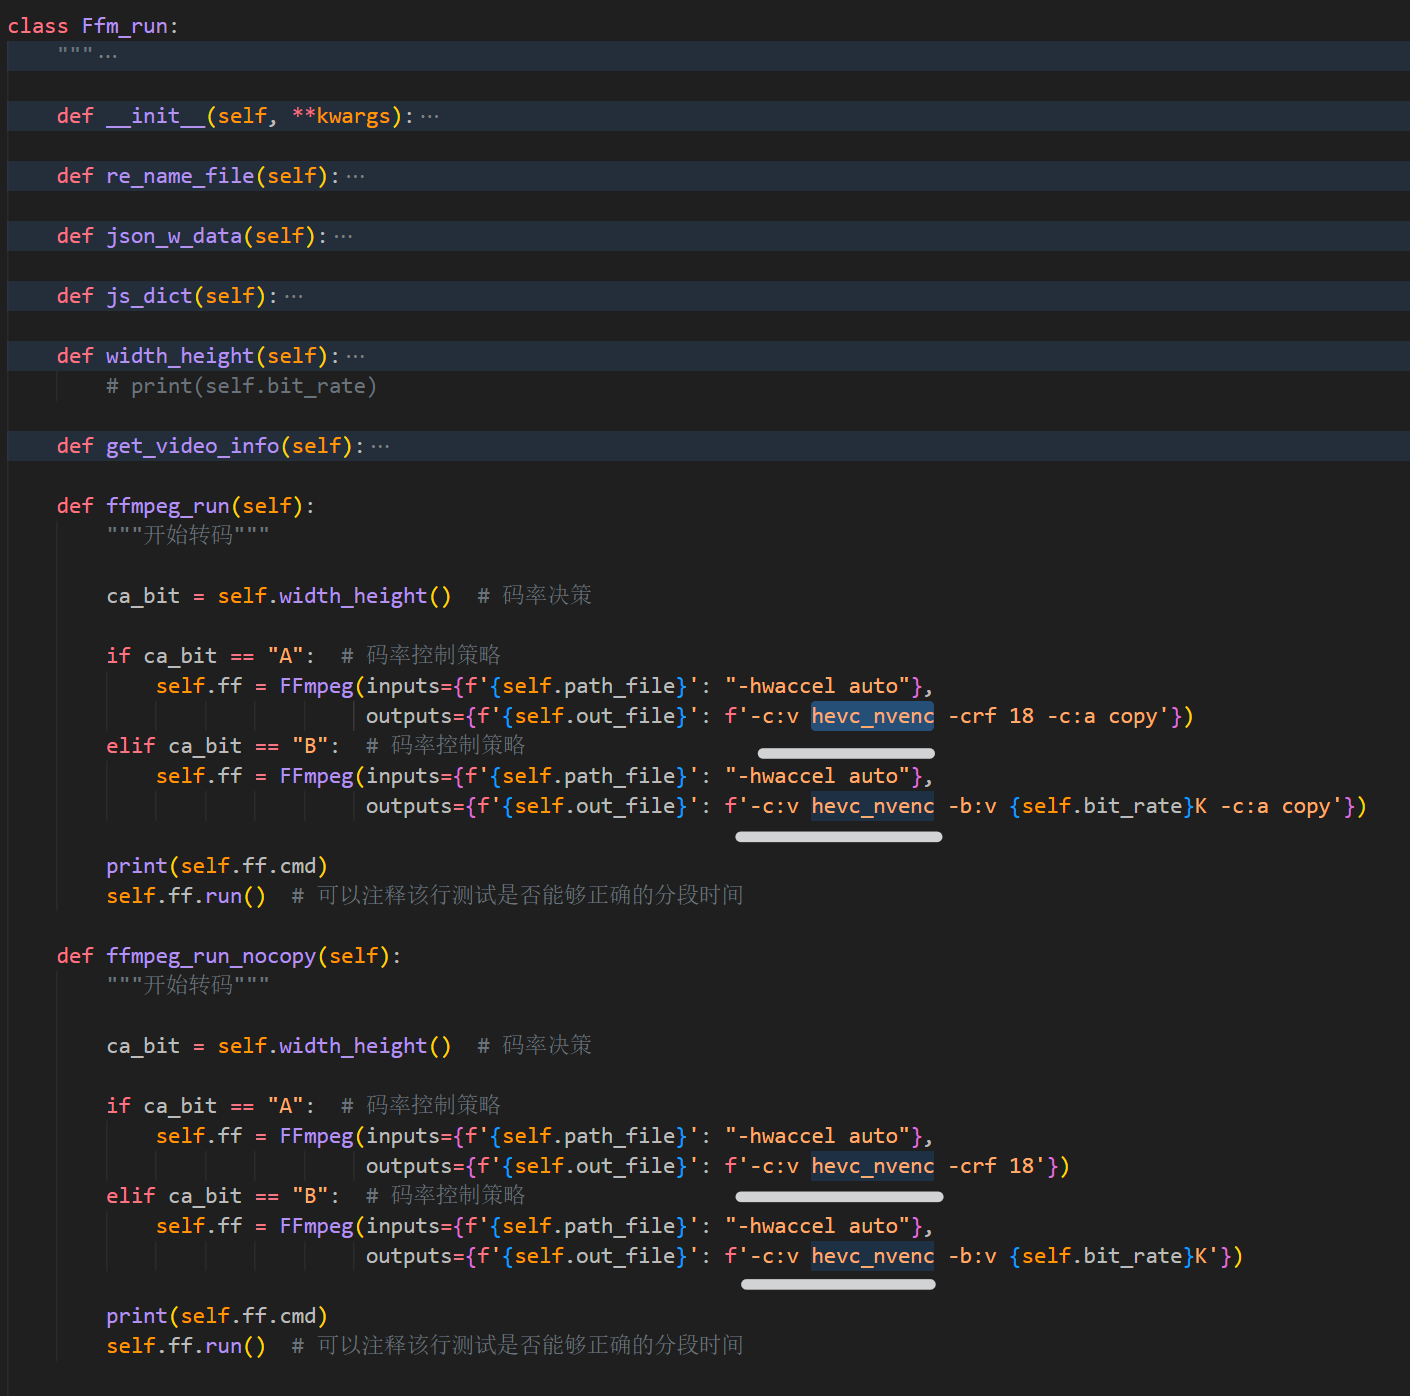 class Ffm_run:
    """···
    def __init__(self, **kwargs):···
    def re_name_file(self):···
    def json_w_data(self):···
    def js_dict(self):···
    def width_height(self):···
        # print(self.bit_rate)
    def get_video_info(self):···
    def ffmpeg_run(self):
        """开始转码"""
        ca_bit = self.width_height()  # 码率决策
        if ca_bit == "A":  # 码率控制策略
            self.ff = FFmpeg(inputs={f'{self.path_file}': "-hwaccel auto"},
                             outputs={f'{self.out_file}': f'-c:v hevc_nvenc -crf 18 -c:a copy'})
        elif ca_bit == "B":  # 码率控制策略
            self.ff = FFmpeg(inputs={f'{self.path_file}': "-hwaccel auto"},
                             outputs={f'{self.out_file}': f'-c:v hevc_nvenc -b:v {self.bit_rate}K -c:a copy'})
        print(self.ff.cmd)
        self.ff.run()  # 可以注释该行测试是否能够正确的分段时间
    def ffmpeg_run_nocopy(self):
        """开始转码"""
        ca_bit = self.width_height()  # 码率决策
        if ca_bit == "A":  # 码率控制策略
            self.ff = FFmpeg(inputs={f'{self.path_file}': "-hwaccel auto"},
                             outputs={f'{self.out_file}': f'-c:v hevc_nvenc -crf 18'})
        elif ca_bit == "B":  # 码率控制策略
            self.ff = FFmpeg(inputs={f'{self.path_file}': "-hwaccel auto"},
                             outputs={f'{self.out_file}': f'-c:v hevc_nvenc -b:v {self.bit_rate}K'})
        print(self.ff.cmd)
        self.ff.run()  # 可以注释该行测试是否能够正确的分段时间